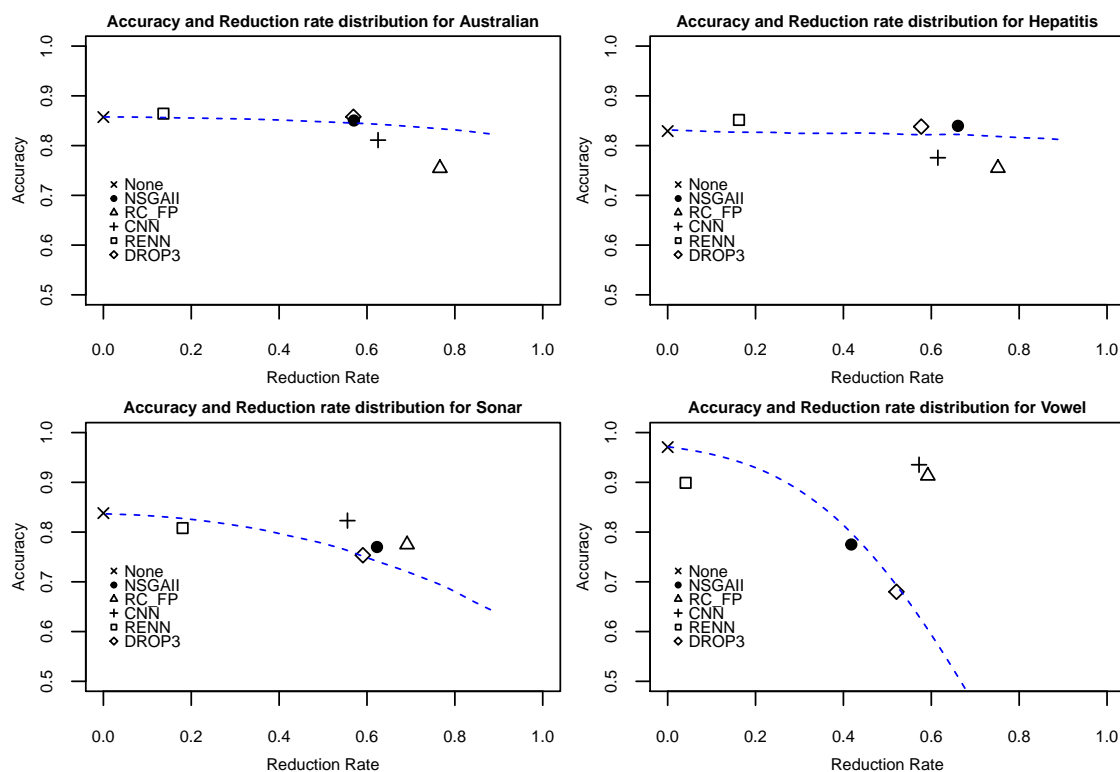 Accuracy and Reduction rate distribution for Australian
Accuracy
1.0
0.9
0.8
0.7
0.6
0.5
None
NSGAII
RC_FP
CNN
RENN
DROP3
0.0 0.2 0.4 0.6 0.8 1.0
Reduction Rate
Accuracy and Reduction rate distribution for Hepatitis
Accuracy
1.0
0.9
0.8
0.7
0.6
0.5
None
NSGAII
RC_FP
CNN
RENN
DROP3
0.0 0.2 0.4 0.6 0.8 1.0
Reduction Rate
Accuracy and Reduction rate distribution for Sonar
Accuracy
1.0
0.9
0.8
0.7
0.6
0.5
None
NSGAII
RC_FP
CNN
RENN
DROP3
0.0 0.2 0.4 0.6 0.8 1.0
Reduction Rate
Accuracy and Reduction rate distribution for Vowel
Accuracy
1.0
0.9
0.8
0.7
0.6
0.5
None
NSGAII
RC_FP
CNN
RENN
DROP3
0.0 0.2 0.4 0.6 0.8 1.0
Reduction Rate